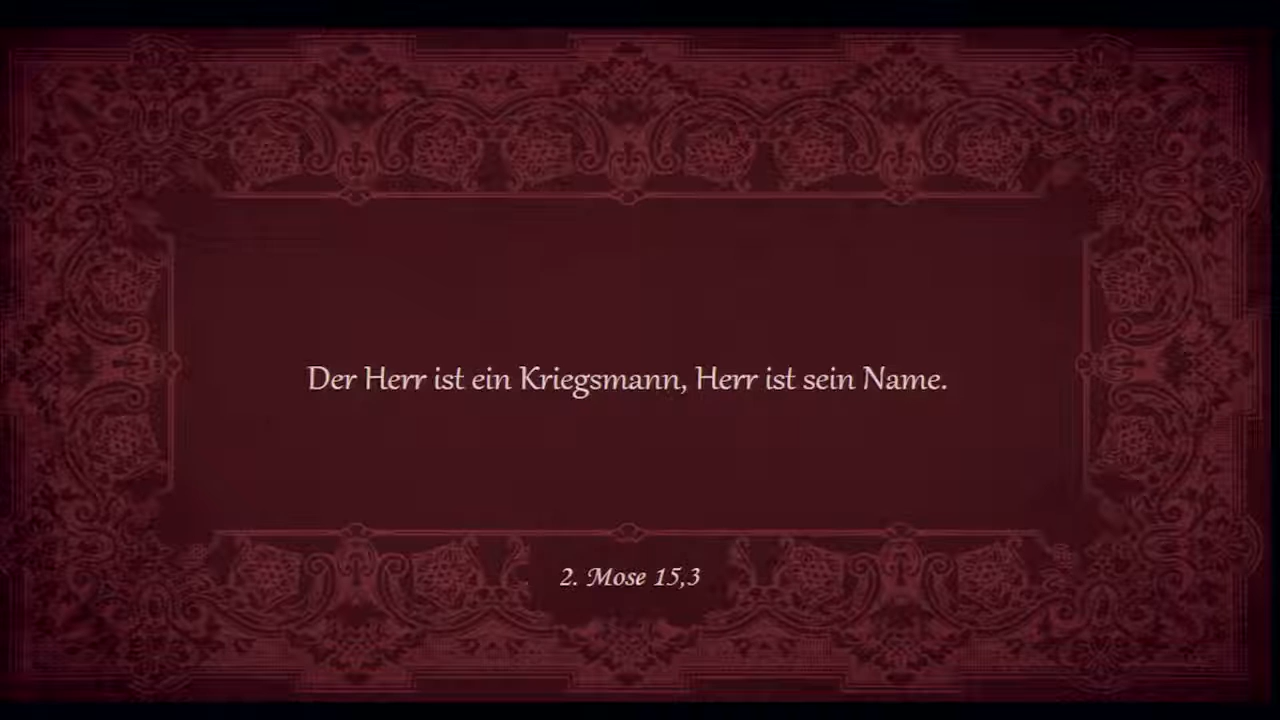 Der Herr ist ein Kriegsmann, Herr ist sein Name.
2. Mose 15,3